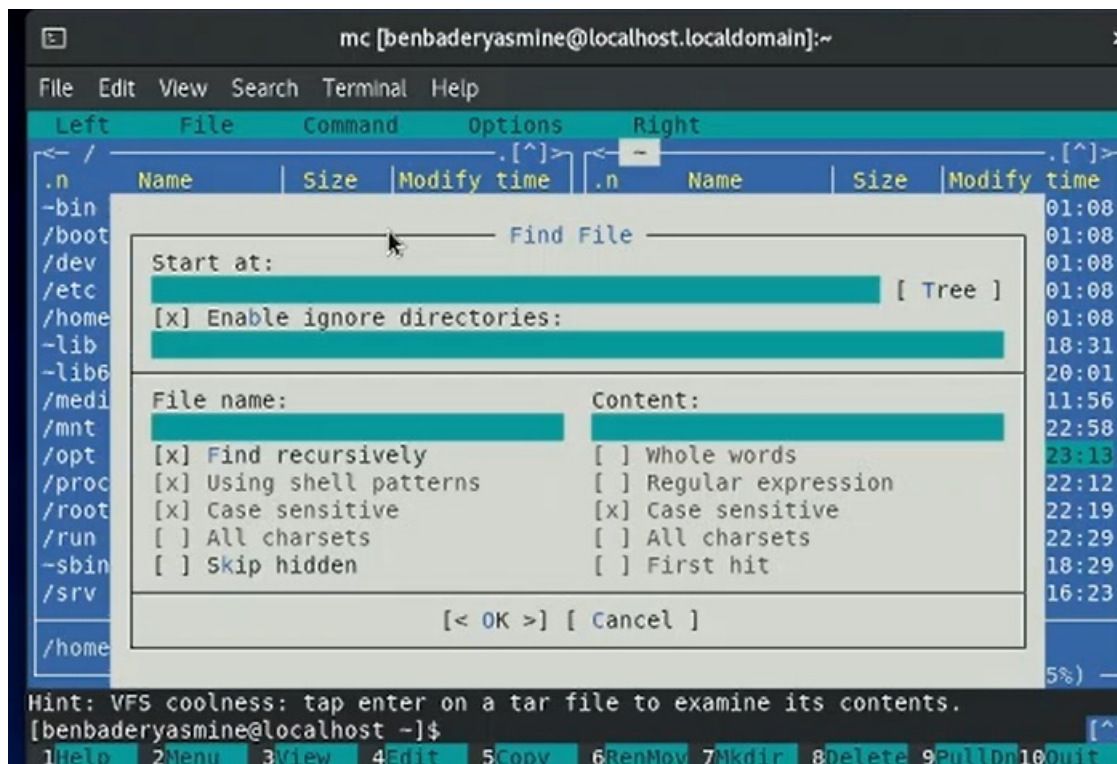 mc [benbaderyasmine@localhost.localdomain]:~
File Edit View Search Terminal Help
Left File Command Options Right
<- / .[^]> <- ~ .[^]>
.n Name Size Modify time .n Name Size Modify time
~bin 01:08
/boot Find File 01:08
/dev Start at: 01:08
/etc [ Tree ] 01:08
/home [x] Enable ignore directories: 01:08
~lib 18:31
~lib6 20:01
/medi File name: Content: 11:56
/mnt 22:58
/opt [x] Find recursively [ ] Whole words 23:13
/proc [x] Using shell patterns [ ] Regular expression 22:12
/root [x] Case sensitive [x] Case sensitive 22:19
/run [ ] All charsets [ ] All charsets 22:29
~sbin [ ] Skip hidden [ ] First hit 18:29
/srv 16:23
[< OK >] [ Cancel ]
/home
5%)
Hint: VFS coolness: tap enter on a tar file to examine its contents.
[benbaderyasmine@localhost ~]$ [^
1Help 2Menu 3View 4Edit 5Copy 6RenMov 7Mkdir 8Delete 9PullDn 10Quit